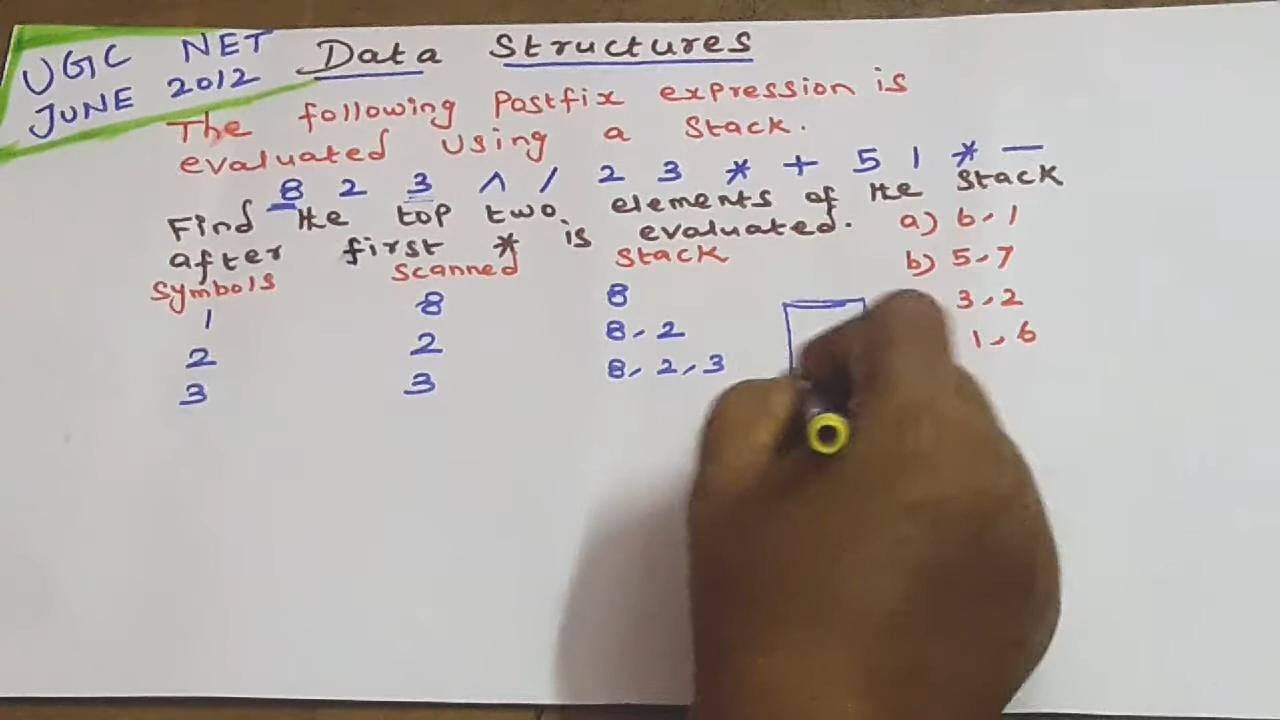 UGC NET
JUNE 2012
Data Structures
The following Postfix expression is
evaluated using a Stack.
8 2 3 ^ / 2 3 * + 5 1 * -
Find the top two elements of the Stack
after first * is evaluated.
a) 6, 1
b) 5, 7
3, 2
1, 6
Symbols Scanned Stack
1 8 8
2 2 8, 2
3 3 8, 2, 3